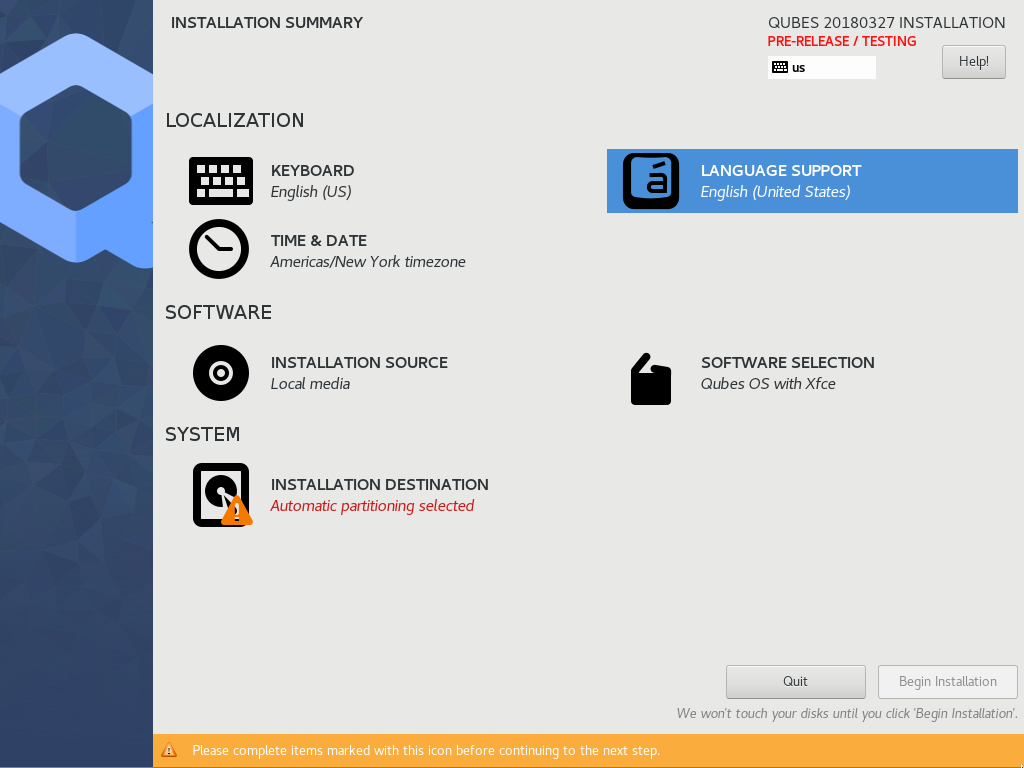 INSTALLATION SUMMARY
QUBES 20180327 INSTALLATION
PRE-RELEASE / TESTING
us
Help!
LOCALIZATION
KEYBOARD
English (US)
LANGUAGE SUPPORT
English (United States)
TIME & DATE
Americas/New York timezone
SOFTWARE
INSTALLATION SOURCE
Local media
SOFTWARE SELECTION
Qubes OS with Xfce
SYSTEM
INSTALLATION DESTINATION
Automatic partitioning selected
Quit
Begin Installation
We won't touch your disks until you click 'Begin Installation'.
Please complete items marked with this icon before continuing to the next step.